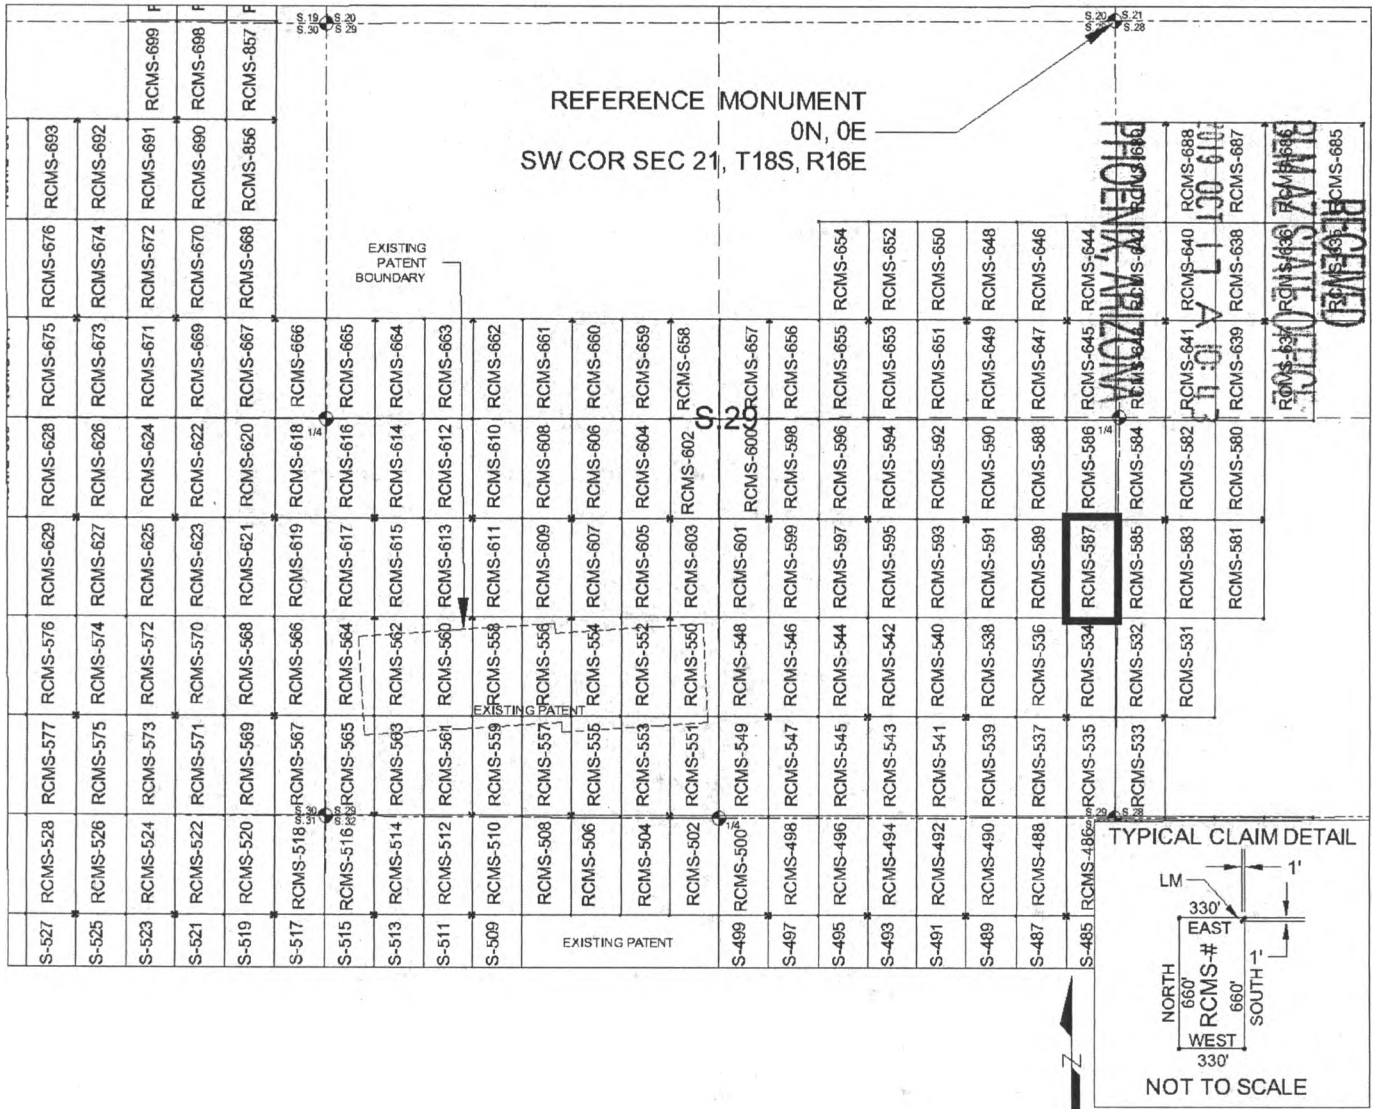 S.19 S.20
S.30 S.29
S.20 S.21
S.28
RCMS-699 RCMS-698 RCMS-857
REFERENCE MONUMENT
0N, 0E
SW COR SEC 21, T18S, R16E
RCMS-693 RCMS-692 RCMS-691 RCMS-690 RCMS-856 RCMS-688 RCMS-687 RCMS-686 RCMS-685
PHOENIX, ARIZONA
2019 OCT 17 A 10: 43
BLM AZ STATE OFFICE
RECEIVED
EXISTING
PATENT
BOUNDARY
RCMS-676 RCMS-674 RCMS-672 RCMS-670 RCMS-668 RCMS-654 RCMS-652 RCMS-650 RCMS-648 RCMS-646 RCMS-644 RCMS-642 RCMS-640 RCMS-638 RCMS-636 RCMS-635
RCMS-675 RCMS-673 RCMS-671 RCMS-669 RCMS-667 RCMS-666 RCMS-665 RCMS-664 RCMS-663 RCMS-662 RCMS-661 RCMS-660 RCMS-659 RCMS-658 RCMS-657 RCMS-656 RCMS-655 RCMS-653 RCMS-651 RCMS-649 RCMS-647 RCMS-645 RCMS-643 RCMS-641 RCMS-639 RCMS-637
S.29
1/4 1/4
RCMS-628 RCMS-626 RCMS-624 RCMS-622 RCMS-620 RCMS-618 RCMS-616 RCMS-614 RCMS-612 RCMS-610 RCMS-608 RCMS-606 RCMS-604 RCMS-602 RCMS-600 RCMS-598 RCMS-596 RCMS-594 RCMS-592 RCMS-590 RCMS-588 RCMS-586 RCMS-584 RCMS-582 RCMS-580
RCMS-629 RCMS-627 RCMS-625 RCMS-623 RCMS-621 RCMS-619 RCMS-617 RCMS-615 RCMS-613 RCMS-611 RCMS-609 RCMS-607 RCMS-605 RCMS-603 RCMS-601 RCMS-599 RCMS-597 RCMS-595 RCMS-593 RCMS-591 RCMS-589 RCMS-587 RCMS-585 RCMS-583 RCMS-581
RCMS-576 RCMS-574 RCMS-572 RCMS-570 RCMS-568 RCMS-566 RCMS-564 RCMS-562 RCMS-560 RCMS-558 RCMS-556 RCMS-554 RCMS-552 RCMS-550 RCMS-548 RCMS-546 RCMS-544 RCMS-542 RCMS-540 RCMS-538 RCMS-536 RCMS-534 RCMS-532 RCMS-531
EXISTING PATENT
RCMS-577 RCMS-575 RCMS-573 RCMS-571 RCMS-569 RCMS-567 RCMS-565 RCMS-563 RCMS-561 RCMS-559 RCMS-557 RCMS-555 RCMS-553 RCMS-551 RCMS-549 RCMS-547 RCMS-545 RCMS-543 RCMS-541 RCMS-539 RCMS-537 RCMS-535 RCMS-533
S.30 S.29
S.31 S.32
1/4
S.29 S.28
RCMS-528 RCMS-526 RCMS-524 RCMS-522 RCMS-520 RCMS-518 RCMS-516 RCMS-514 RCMS-512 RCMS-510 RCMS-508 RCMS-506 RCMS-504 RCMS-502 RCMS-500 RCMS-498 RCMS-496 RCMS-494 RCMS-492 RCMS-490 RCMS-488 RCMS-486
S-527 S-525 S-523 S-521 S-519 S-517 S-515 S-513 S-511 S-509 EXISTING PATENT S-499 S-497 S-495 S-493 S-491 S-489 S-487 S-485
TYPICAL CLAIM DETAIL
1'
LM
330'
EAST
NORTH
660'
RCMS-#
660'
SOUTH
1'
WEST
330'
NOT TO SCALE
N